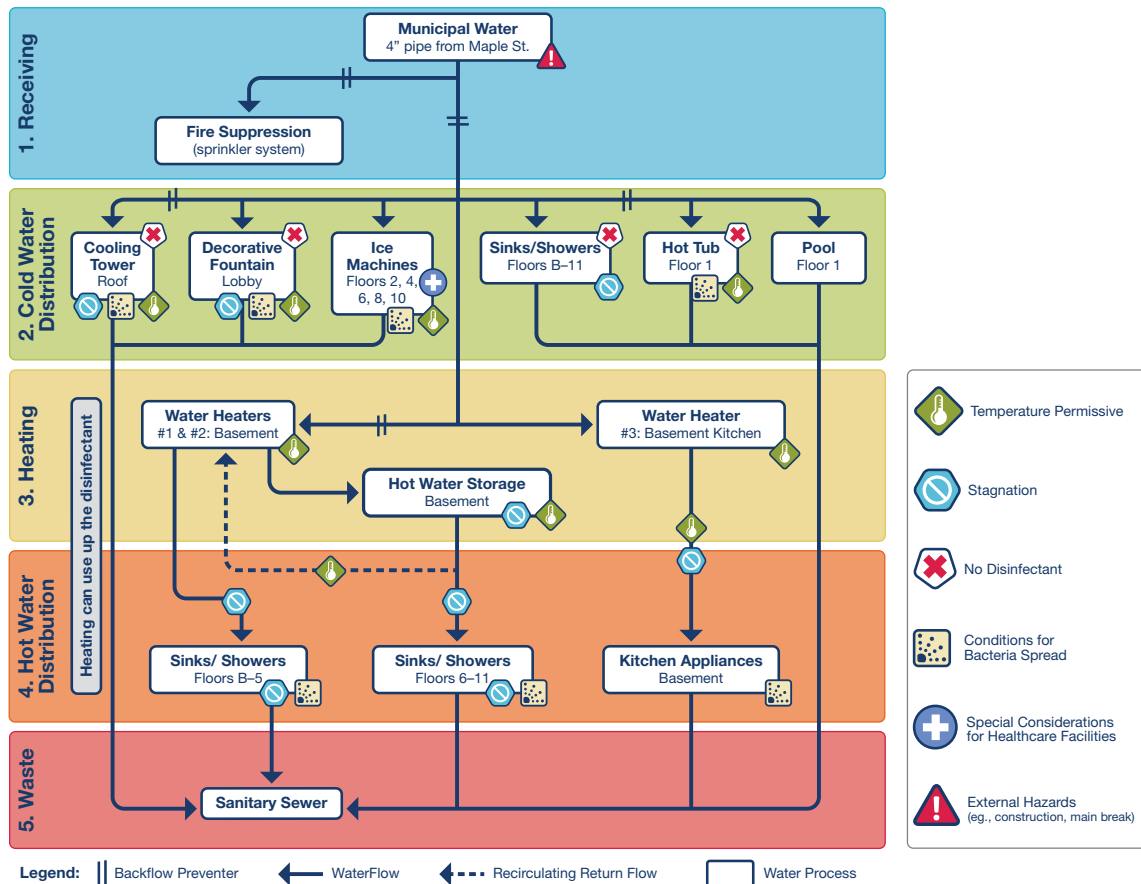 1. Receiving
Municipal Water
4” pipe from Maple St.
Fire Suppression
(sprinkler system)
2. Cold Water
Distribution
Cooling
Tower
Roof
Decorative
Fountain
Lobby
Ice
Machines
Floors 2, 4,
6, 8, 10
Sinks/Showers
Floors B–11
Hot Tub
Floor 1
Pool
Floor 1
3. Heating
Heating can use up the disinfectant
Water Heaters
#1 & #2: Basement
Water Heater
#3: Basement Kitchen
Hot Water Storage
Basement
4. Hot Water
Distribution
Sinks/ Showers
Floors B–5
Sinks/ Showers
Floors 6–11
Kitchen Appliances
Basement
5. Waste
Sanitary Sewer
Temperature Permissive
Stagnation
No Disinfectant
Conditions for
Bacteria Spread
Special Considerations
for Healthcare Facilities
External Hazards
(eg., construction, main break)
Legend:
Backflow Preventer
WaterFlow
Recirculating Return Flow
Water Process